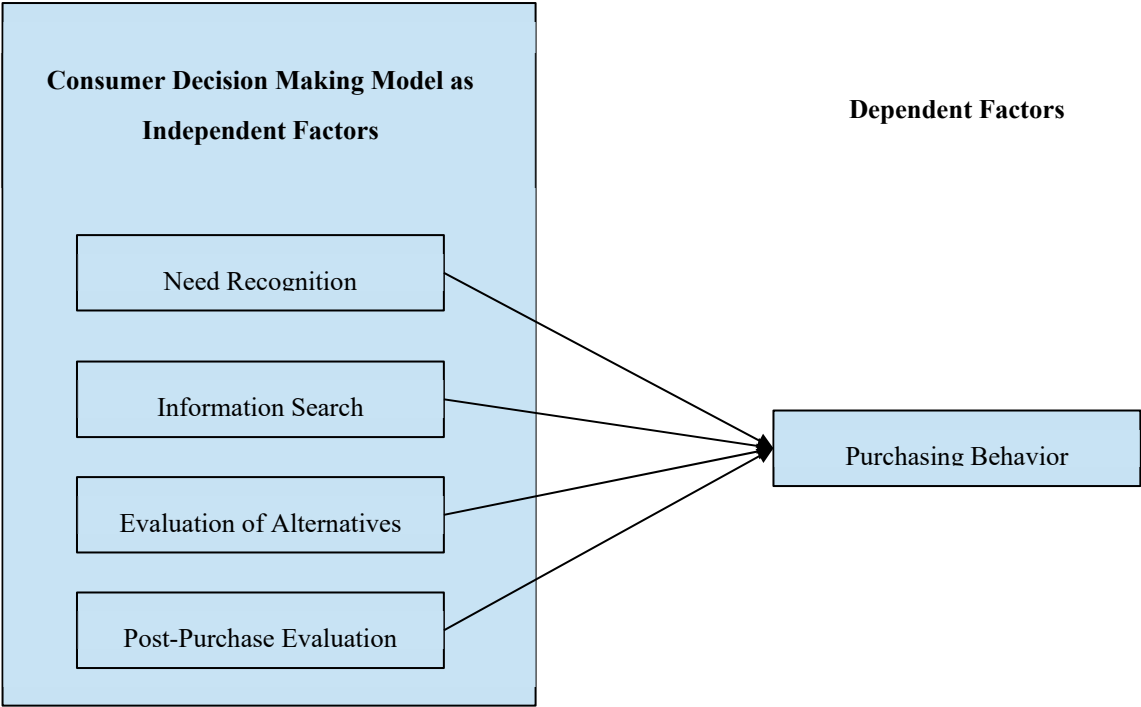 Consumer Decision Making Model as
Independent Factors
Dependent Factors
Need Recognition
Information Search
Evaluation of Alternatives
Post-Purchase Evaluation
Purchasing Behavior